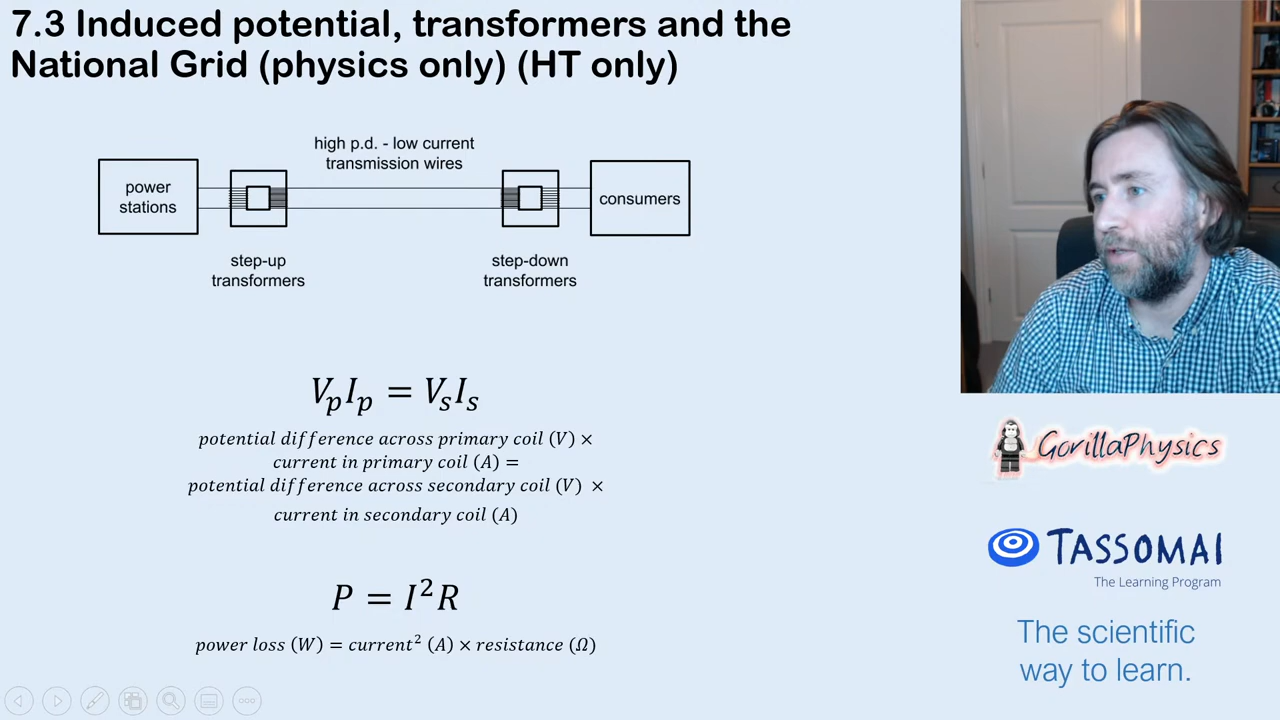 7.3 Induced potential, transformers and the
National Grid (physics only) (HT only)
high p.d. - low current
transmission wires
power
stations
consumers
step-up
transformers
step-down
transformers
VₚIₚ = VₛIₛ
potential difference across primary coil (V) ×
current in primary coil (A) =
potential difference across secondary coil (V) ×
current in secondary coil (A)
P = I²R
power loss (W) = current² (A) × resistance (Ω)
GorillaPhysics
TASSOMAI
The Learning Program
The scientific
way to learn.